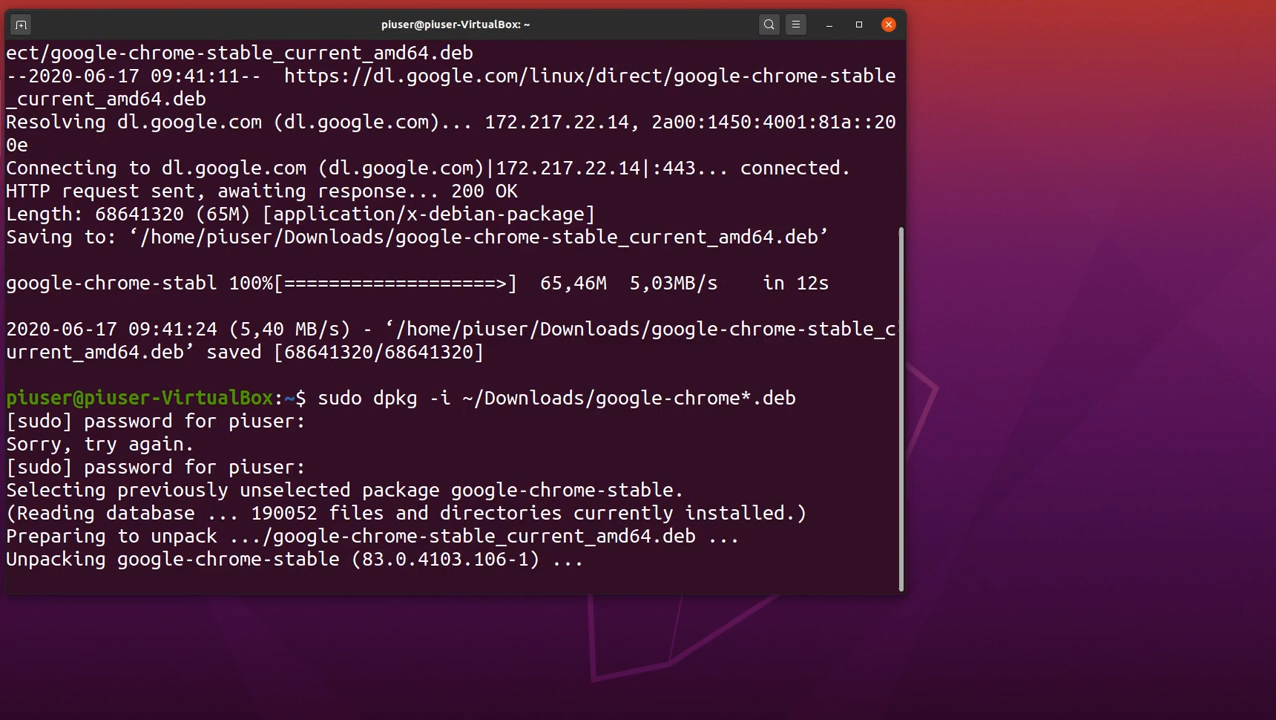 piuser@piuser-VirtualBox: ~
ect/google-chrome-stable_current_amd64.deb
--2020-06-17 09:41:11--  https://dl.google.com/linux/direct/google-chrome-stable
_current_amd64.deb
Resolving dl.google.com (dl.google.com)... 172.217.22.14, 2a00:1450:4001:81a::20
0e
Connecting to dl.google.com (dl.google.com)|172.217.22.14|:443... connected.
HTTP request sent, awaiting response... 200 OK
Length: 68641320 (65M) [application/x-debian-package]
Saving to: ‘/home/piuser/Downloads/google-chrome-stable_current_amd64.deb’
google-chrome-stabl 100%[===================>]  65,46M  5,03MB/s    in 12s
2020-06-17 09:41:24 (5,40 MB/s) - ‘/home/piuser/Downloads/google-chrome-stable_c
urrent_amd64.deb’ saved [68641320/68641320]
piuser@piuser-VirtualBox:~$ sudo dpkg -i ~/Downloads/google-chrome*.deb
[sudo] password for piuser:
Sorry, try again.
[sudo] password for piuser:
Selecting previously unselected package google-chrome-stable.
(Reading database ... 190052 files and directories currently installed.)
Preparing to unpack .../google-chrome-stable_current_amd64.deb ...
Unpacking google-chrome-stable (83.0.4103.106-1) ...